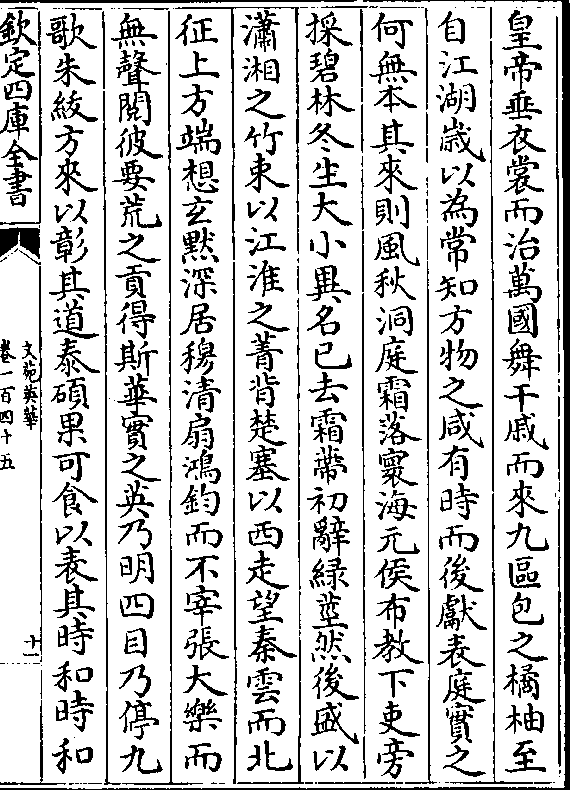 皇帝垂衣裳而治萬國舞干戚而來九區包之橘柚至
自江湖歳以為常知方物之咸有時而後獻表庭實之
何無本其來則風秋洞庭霜落寰海元侯布教下吏旁
採碧林冬生大小異名已去霜蔕初辭緑莖然後盛以
瀟湘之竹束以江淮之菁背楚塞以西走望秦雲而北
征上方端想玄黙深居穆清扇鴻鈞而不宰張大樂而
無聲閲彼要荒之貢得斯華實之英乃明四目乃停九
歌朱紱方來以彰其道泰碩果可食以表其時和時和
欽定四庫全書
文苑英華
卷一百四十五
十一